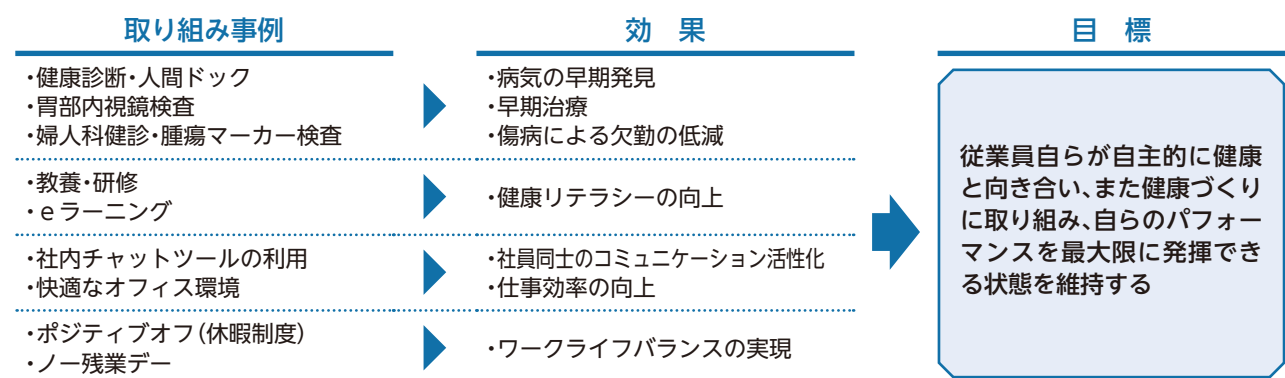 取り組み事例
効　果
目　標
・健康診断・人間ドック
・胃部内視鏡検査
・婦人科健診・腫瘍マーカー検査
・病気の早期発見
・早期治療
・傷病による欠勤の低減
・教養・研修
・eラーニング
・健康リテラシーの向上
・社内チャットツールの利用
・快適なオフィス環境
・社員同士のコミュニケーション活性化
・仕事効率の向上
・ポジティブオフ（休暇制度）
・ノー残業デー
・ワークライフバランスの実現
従業員自らが自主的に健康
と向き合い、また健康づくり
に取り組み、自らのパフォー
マンスを最大限に発揮でき
る状態を維持する